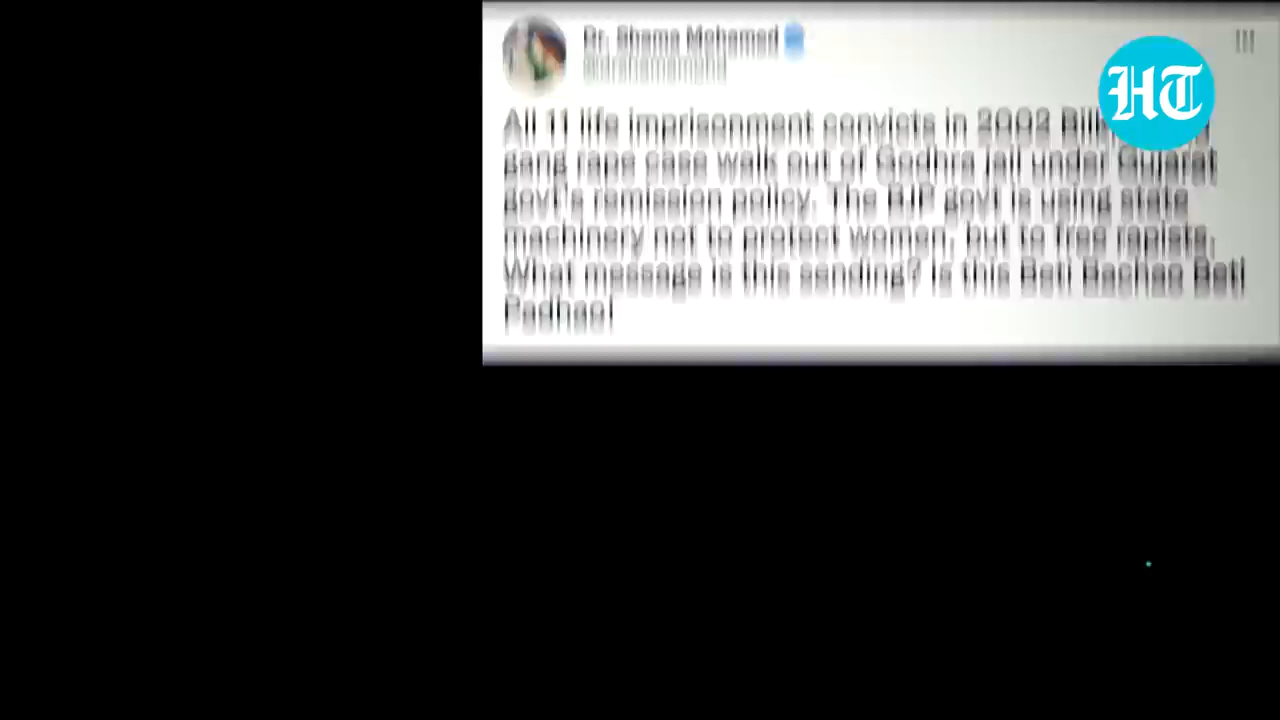 Dr. Shama Mohamed
HT
All 11 life imprisonment convicts in 2002
gang rape case walk out of Godhra jail under Gujarat
govt's remission policy. The BJP govt is using state
machinery not to protect women, but to free rapists.
What message is this sending? Is this Beti Bachao Beti
Padhao!